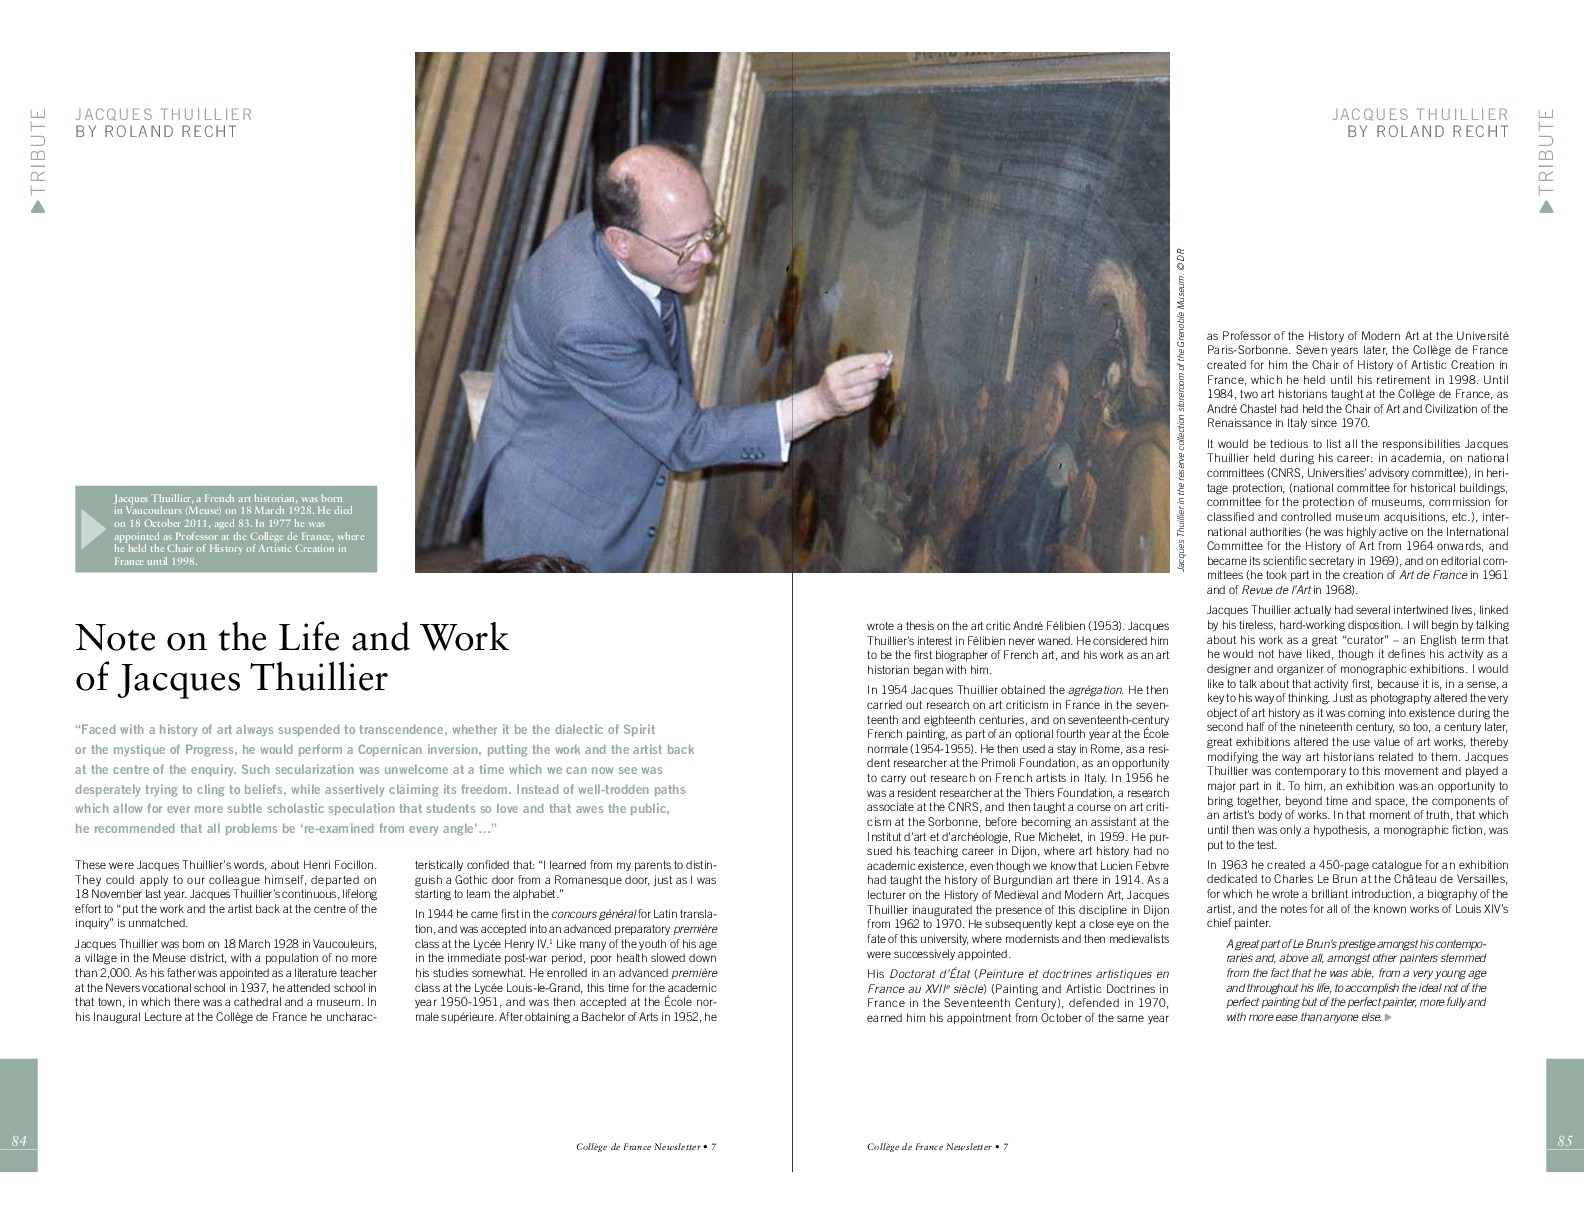 TRIBUTE
JACQUES THUILLIER
BY ROLAND RECHT
Jacques Thuillier, a French art historian, was born
in Vaucouleurs (Meuse) on 18 March 1928. He died
on 18 October 2011, aged 83. In 1977 he was
appointed as Professor at the Collège de France, where
he held the Chair of History of Artistic Creation in
France until 1998.
Note on the Life and Work
of Jacques Thuillier
“Faced with a history of art always suspended to transcendence, whether it be the dialectic of Spirit
or the mystique of Progress, he would perform a Copernican inversion, putting the work and the artist back
at the centre of the enquiry. Such secularization was unwelcome at a time which we can now see was
desperately trying to cling to beliefs, while assertively claiming its freedom. Instead of well-trodden paths
which allow for ever more subtle scholastic speculation that students so love and that awes the public,
he recommended that all problems be ‘re-examined from every angle’…”
These were Jacques Thuillier’s words, about Henri Focillon.
They could apply to our colleague himself, departed on
18 November last year. Jacques Thuillier’s continuous, lifelong
effort to “put the work and the artist back at the centre of the
inquiry” is unmatched.
Jacques Thuillier was born on 18 March 1928 in Vaucouleurs,
a village in the Meuse district, with a population of no more
than 2,000. As his father was appointed as a literature teacher
at the Nevers vocational school in 1937, he attended school in
that town, in which there was a cathedral and a museum. In
his Inaugural Lecture at the Collège de France he uncharac-
teristically confided that: “I learned from my parents to distin-
guish a Gothic door from a Romanesque door, just as I was
starting to learn the alphabet.”
In 1944 he came first in the concours général for Latin transla-
tion, and was accepted into an advanced preparatory première
class at the Lycée Henry IV.¹ Like many of the youth of his age
in the immediate post-war period, poor health slowed down
his studies somewhat. He enrolled in an advanced première
class at the Lycée Louis-le-Grand, this time for the academic
year 1950-1951, and was then accepted at the École nor-
male supérieure. After obtaining a Bachelor of Arts in 1952, he
84
Collège de France Newsletter • 7
JACQUES THUILLIER
BY ROLAND RECHT
TRIBUTE
Jacques Thuillier in the reserve collection storeroom of the Grenoble Museum. © DR
wrote a thesis on the art critic André Félibien (1953). Jacques
Thuillier’s interest in Félibien never waned. He considered him
to be the first biographer of French art, and his work as an art
historian began with him.
In 1954 Jacques Thuillier obtained the agrégation. He then
carried out research on art criticism in France in the seven-
teenth and eighteenth centuries, and on seventeenth-century
French painting, as part of an optional fourth year at the École
normale (1954-1955). He then used a stay in Rome, as a resi-
dent researcher at the Primoli Foundation, as an opportunity
to carry out research on French artists in Italy. In 1956 he
was a resident researcher at the Thiers Foundation, a research
associate at the CNRS, and then taught a course on art criti-
cism at the Sorbonne, before becoming an assistant at the
Institut d’art et d’archéologie, Rue Michelet, in 1959. He pur-
sued his teaching career in Dijon, where art history had no
academic existence, even though we know that Lucien Febvre
had taught the history of Burgundian art there in 1914. As a
lecturer on the History of Medieval and Modern Art, Jacques
Thuillier inaugurated the presence of this discipline in Dijon
from 1962 to 1970. He subsequently kept a close eye on the
fate of this university, where modernists and then medievalists
were successively appointed.
His Doctorat d’État (Peinture et doctrines artistiques en
France au XVIIᵉ siècle) (Painting and Artistic Doctrines in
France in the Seventeenth Century), defended in 1970,
earned him his appointment from October of the same year
as Professor of the History of Modern Art at the Université
Paris-Sorbonne. Seven years later, the Collège de France
created for him the Chair of History of Artistic Creation in
France, which he held until his retirement in 1998. Until
1984, two art historians taught at the Collège de France, as
André Chastel had held the Chair of Art and Civilization of the
Renaissance in Italy since 1970.
It would be tedious to list all the responsibilities Jacques
Thuillier held during his career: in academia, on national
committees (CNRS, Universities’ advisory committee), in heri-
tage protection, (national committee for historical buildings,
committee for the protection of museums, commission for
classified and controlled museum acquisitions, etc.), inter-
national authorities (he was highly active on the International
Committee for the History of Art from 1964 onwards, and
became its scientific secretary in 1969), and on editorial com-
mittees (he took part in the creation of Art de France in 1961
and of Revue de l’Art in 1968).
Jacques Thuillier actually had several intertwined lives, linked
by his tireless, hard-working disposition. I will begin by talking
about his work as a great “curator” – an English term that
he would not have liked, though it defines his activity as a
designer and organizer of monographic exhibitions. I would
like to talk about that activity first, because it is, in a sense, a
key to his way of thinking. Just as photography altered the very
object of art history as it was coming into existence during the
second half of the nineteenth century, so too, a century later,
great exhibitions altered the use value of art works, thereby
modifying the way art historians related to them. Jacques
Thuillier was contemporary to this movement and played a
major part in it. To him, an exhibition was an opportunity to
bring together, beyond time and space, the components of
an artist’s body of works. In that moment of truth, that which
until then was only a hypothesis, a monographic fiction, was
put to the test.
In 1963 he created a 450-page catalogue for an exhibition
dedicated to Charles Le Brun at the Château de Versailles,
for which he wrote a brilliant introduction, a biography of the
artist, and the notes for all of the known works of Louis XIV’s
chief painter.
A great part of Le Brun’s prestige amongst his contempo-
raries and, above all, amongst other painters stemmed
from the fact that he was able, from a very young age
and throughout his life, to accomplish the ideal not of the
perfect painting but of the perfect painter, more fully and
with more ease than anyone else.
Collège de France Newsletter • 7
85